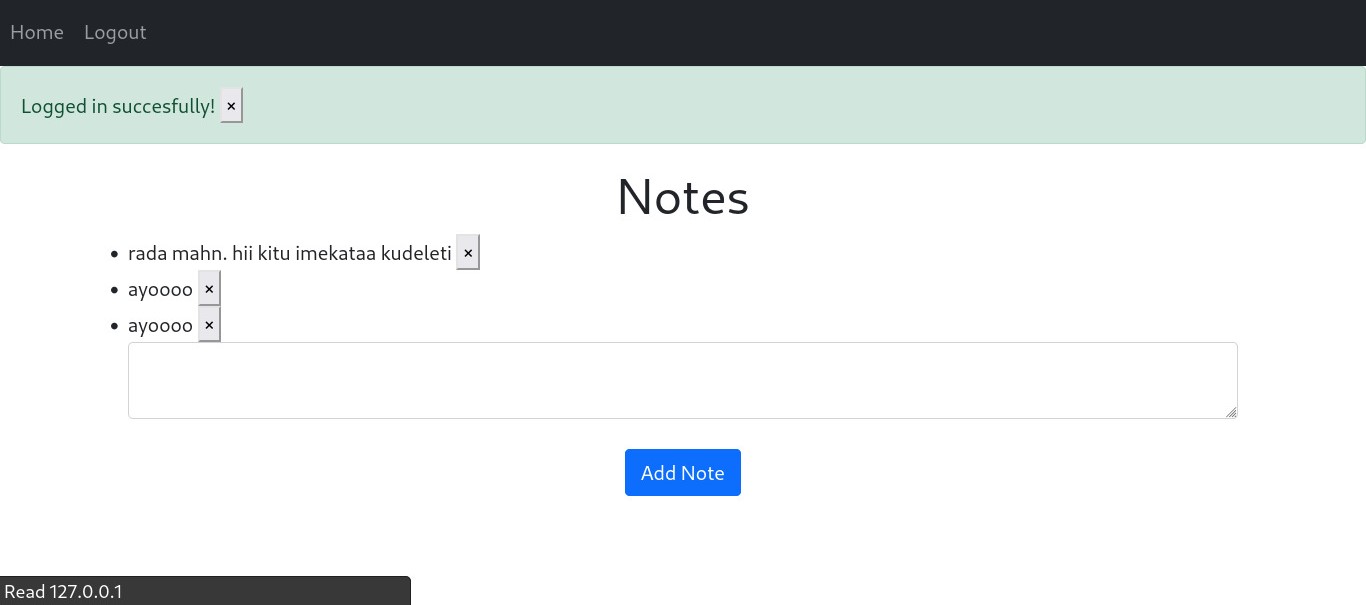 Home Logout
Logged in succesfully! ×
Notes
• rada mahn. hii kitu imekataa kudeleti ×
• ayoooo ×
• ayoooo ×
Add Note
Read 127.0.0.1